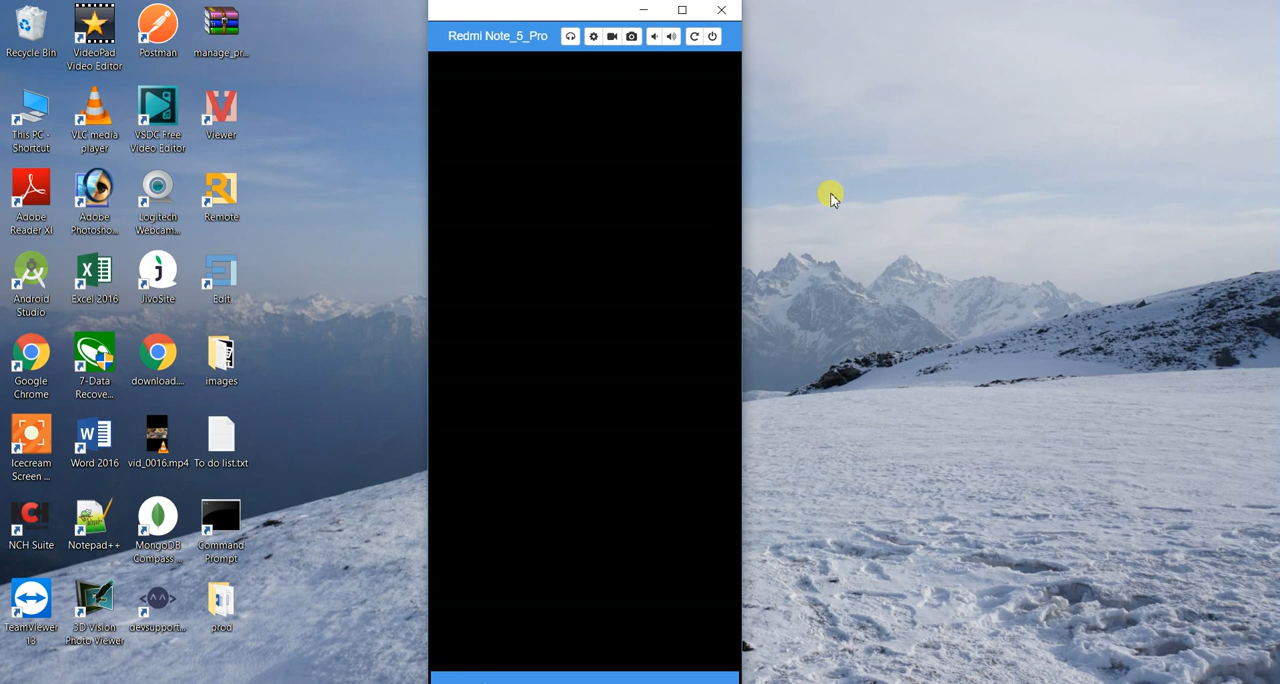 Redmi Note_5_Pro
Recycle Bin
VideoPad
Video Editor
Postman
manage_pr...
This PC -
Shortcut
VLC media
player
VSDC Free
Video Editor
Viewer
Adobe
Reader XI
Adobe
Photosho...
Logitech
Webcam...
Remote
Android
Studio
Excel 2016
JivoSite
Edit
Google
Chrome
7-Data
Recove...
download....
images
Icecream
Screen ...
Word 2016
vid_0016.mp4
To do list.txt
NCH Suite
Notepad++
MongoDB
Compass ...
Command
Prompt
TeamViewer
13
3D Vision
Photo Viewer
devsupport...
prod